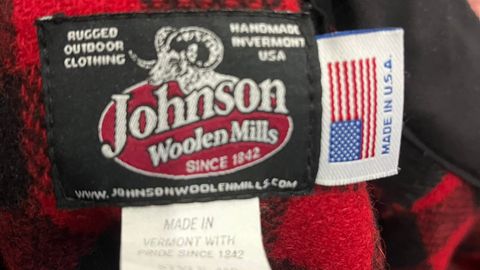 RUGGED
OUTDOOR
CLOTHING
HANDMADE
IN VERMONT
USA
Johnson
Woolen Mills
SINCE 1842
WWW.JOHNSONWOOLENMILLS.COM
MADE IN U.S.A.
MADE IN
VERMONT WITH
PRIDE SINCE 1842